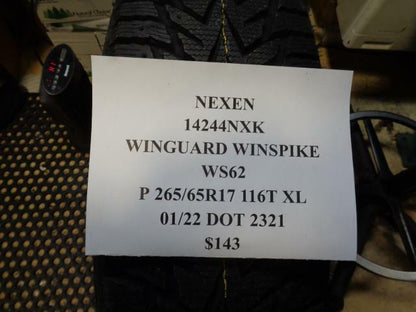 NEXEN
14244NXK
WINGUARD WINSPIKE
WS62
P 265/65R17 116T XL
01/22 DOT 2321
$143